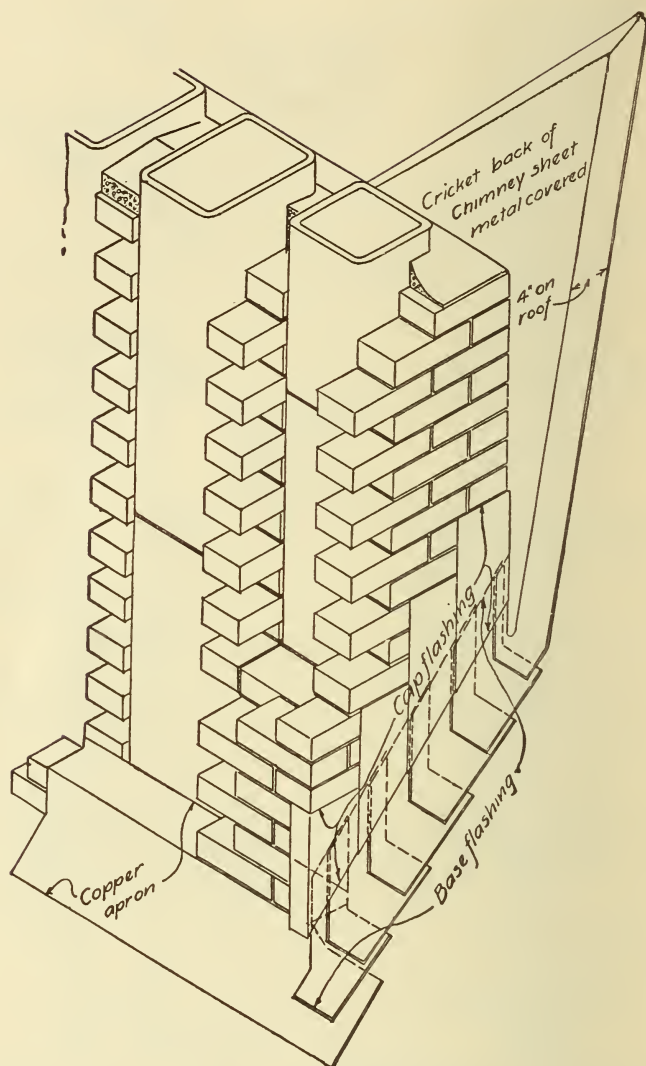 Cricket back of
Chimney sheet
metal covered
4" on
roof
Cap flashing
Base flashing
Copper
apron